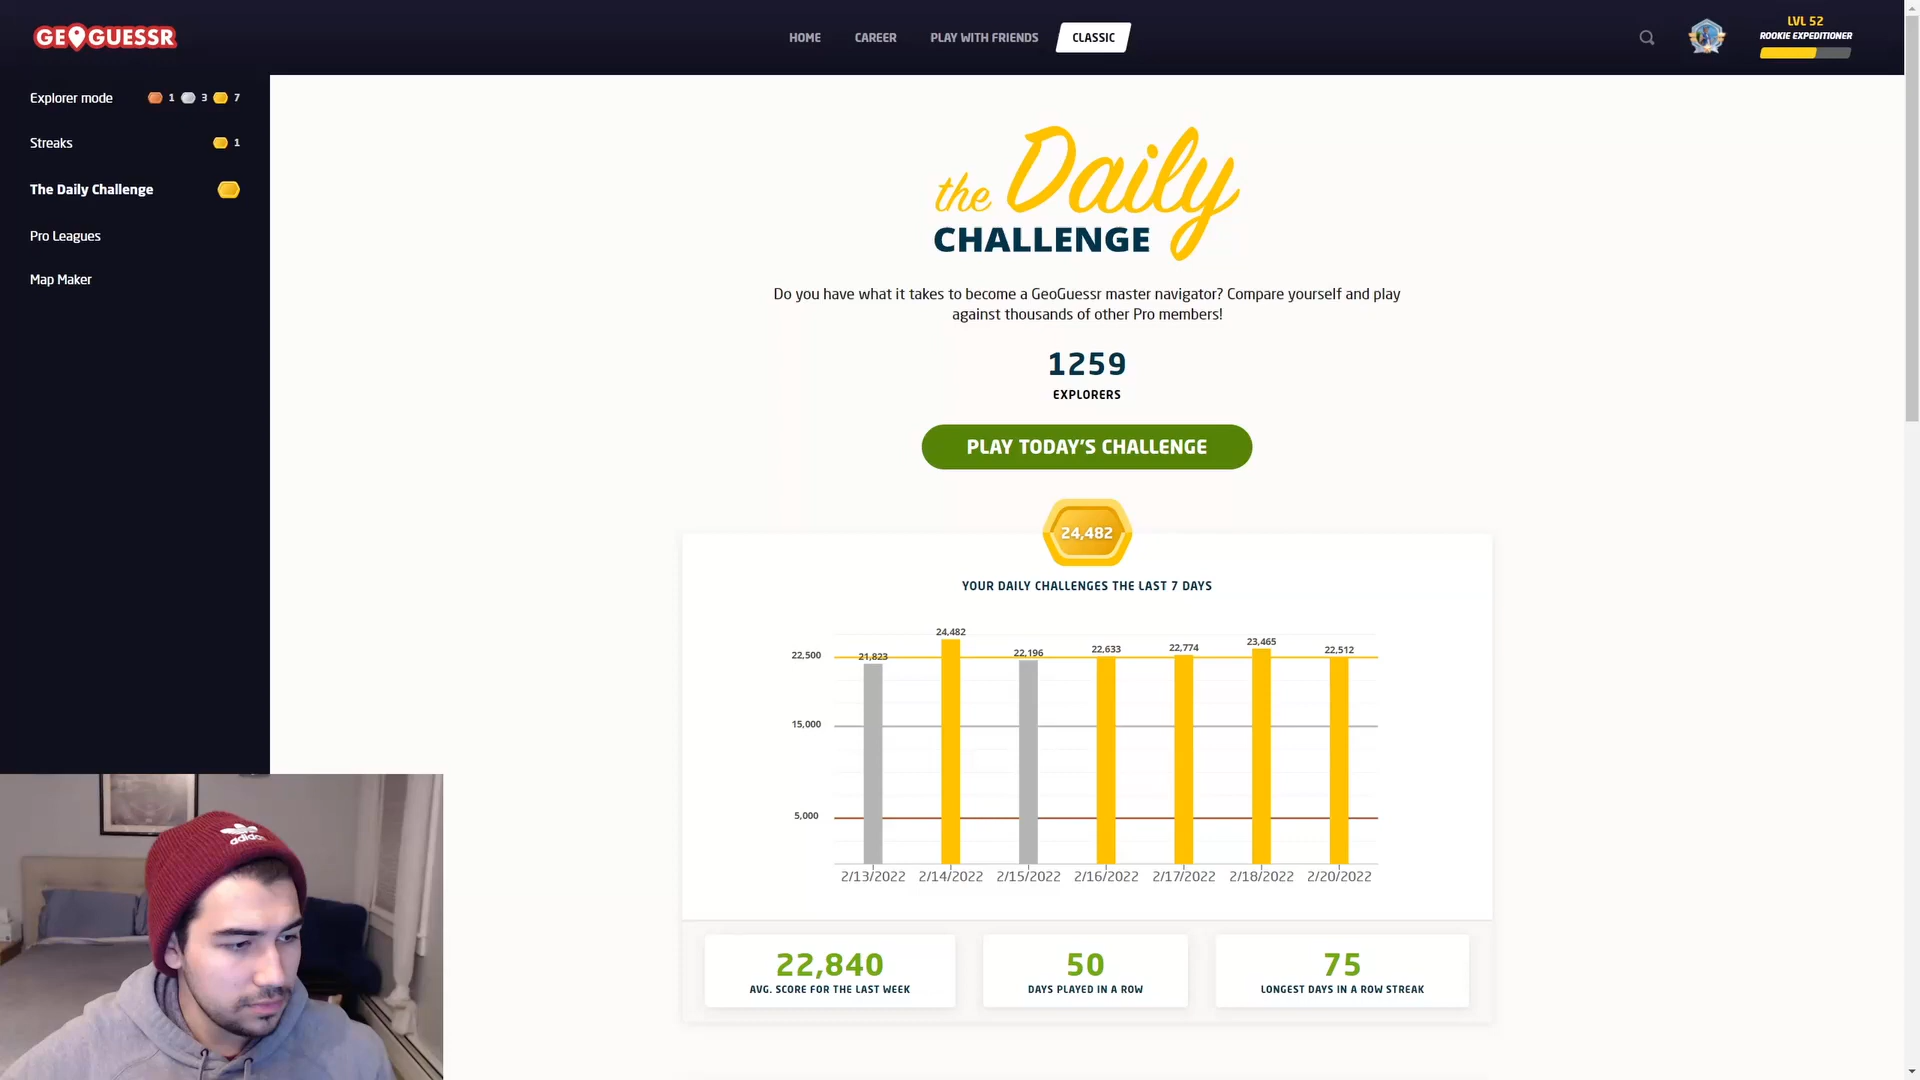 GEOGUESSR
HOME
CAREER
PLAY WITH FRIENDS
CLASSIC
LVL 52
ROOKIE EXPEDITIONER
Explorer mode 1 3 7
Streaks 1
The Daily Challenge
Pro Leagues
Map Maker
the Daily
CHALLENGE
Do you have what it takes to become a GeoGuessr master navigator? Compare yourself and play
against thousands of other Pro members!
1259
EXPLORERS
PLAY TODAY'S CHALLENGE
24,482
YOUR DAILY CHALLENGES THE LAST 7 DAYS
22,500
15,000
5,000
21,823
24,482
22,196
22,633
22,774
23,465
22,512
2/13/2022 2/14/2022 2/15/2022 2/16/2022 2/17/2022 2/18/2022 2/20/2022
22,840
AVG. SCORE FOR THE LAST WEEK
50
DAYS PLAYED IN A ROW
75
LONGEST DAYS IN A ROW STREAK
adidas